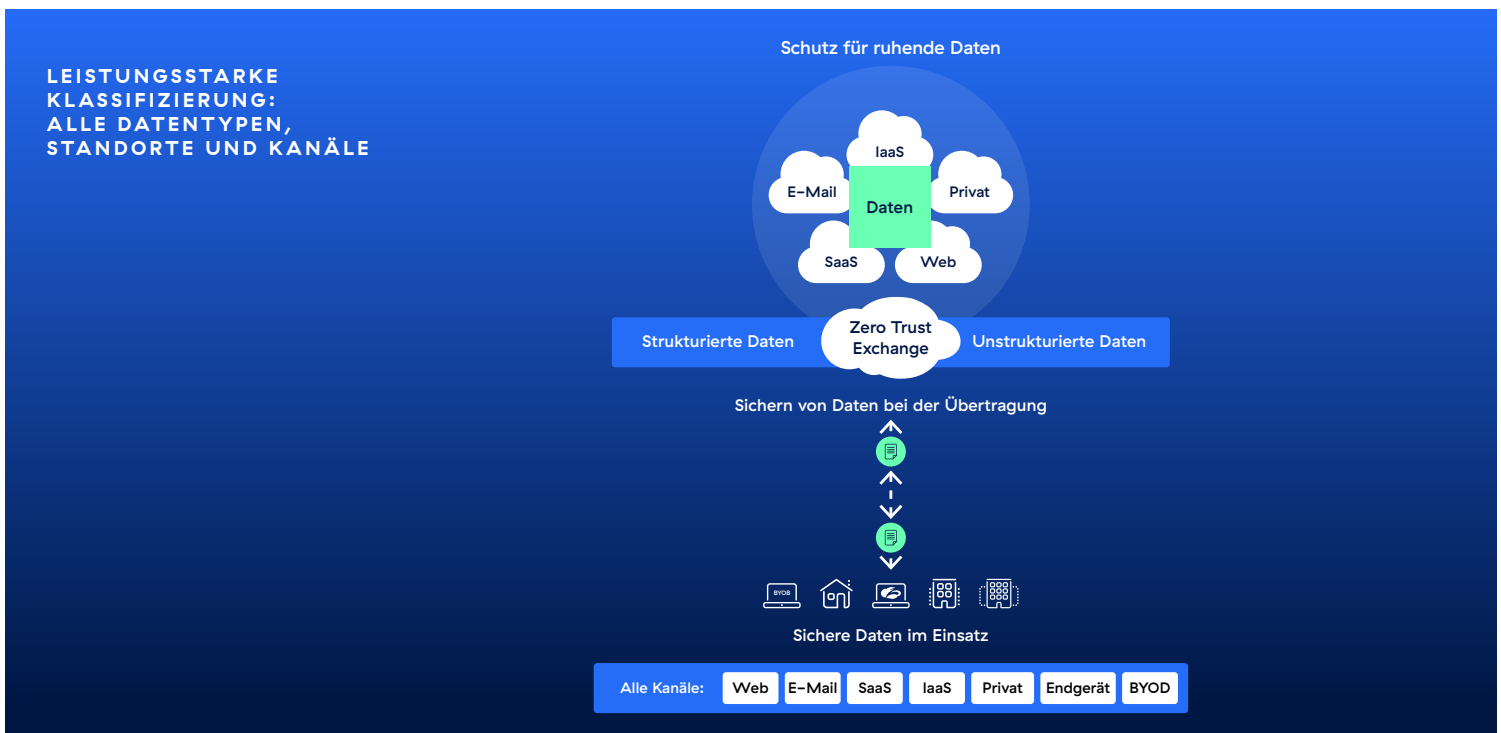 LEISTUNGSSTARKE
KLASSIFIZIERUNG:
ALLE DATENTYPEN,
STANDORTE UND KANÄLE
Schutz für ruhende Daten
IaaS
E-Mail
Daten
Privat
SaaS
Web
Strukturierte Daten
Zero Trust
Exchange
Unstrukturierte Daten
Sichern von Daten bei der Übertragung
BYOB
Sichere Daten im Einsatz
Alle Kanäle: Web E-Mail SaaS IaaS Privat Endgerät BYOD